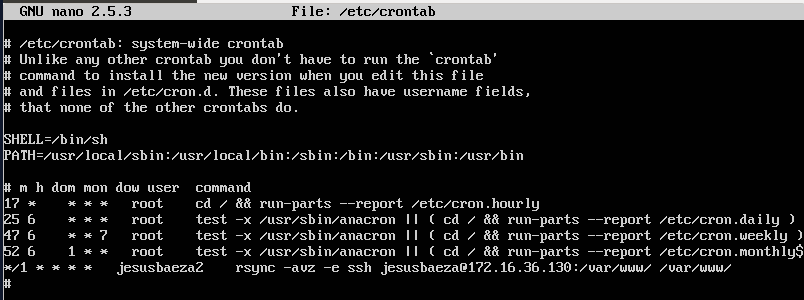 GNU nano 2.5.3 File: /etc/crontab
# /etc/crontab: system-wide crontab
# Unlike any other crontab you don't have to run the `crontab'
# command to install the new version when you edit this file
# and files in /etc/cron.d. These files also have username fields,
# that none of the other crontabs do.
SHELL=/bin/sh
PATH=/usr/local/sbin:/usr/local/bin:/sbin:/bin:/usr/sbin:/usr/bin
# m h dom mon dow user  command
17 *    * * *   root    cd / && run-parts --report /etc/cron.hourly
25 6    * * *   root    test -x /usr/sbin/anacron || ( cd / && run-parts --report /etc/cron.daily )
47 6    * * 7   root    test -x /usr/sbin/anacron || ( cd / && run-parts --report /etc/cron.weekly )
52 6    1 * *   root    test -x /usr/sbin/anacron || ( cd / && run-parts --report /etc/cron.monthly$
*/1 * * * *   jesusbaeza2    rsync -avz -e ssh jesusbaeza@172.16.36.130:/var/www/ /var/www/
#